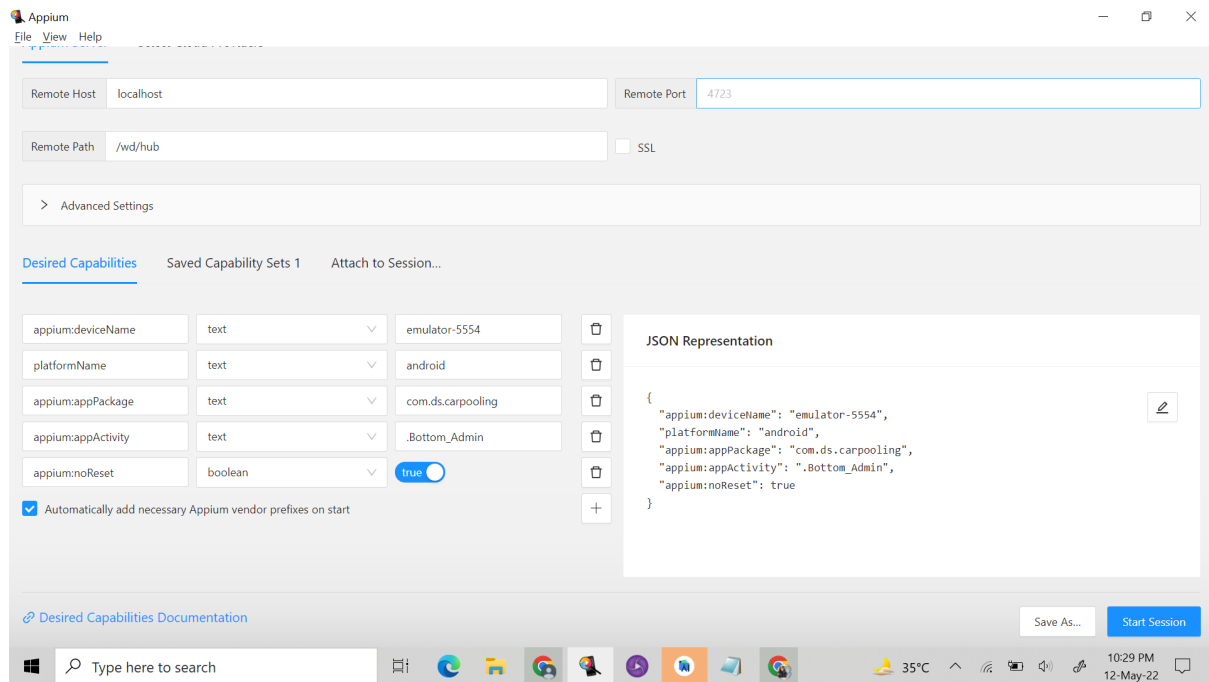 Appium
File View Help
Remote Host localhost Remote Port 4723
Remote Path /wd/hub SSL
Advanced Settings
Desired Capabilities Saved Capability Sets 1 Attach to Session...
appium:deviceName text emulator-5554
platformName text android
appium:appPackage text com.ds.carpooling
appium:appActivity text .Bottom_Admin
appium:noReset boolean true
Automatically add necessary Appium vendor prefixes on start
JSON Representation
{
"appium:deviceName": "emulator-5554",
"platformName": "android",
"appium:appPackage": "com.ds.carpooling",
"appium:appActivity": ".Bottom_Admin",
"appium:noReset": true
}
Desired Capabilities Documentation Save As... Start Session
Type here to search 35°C 10:29 PM
12-May-22